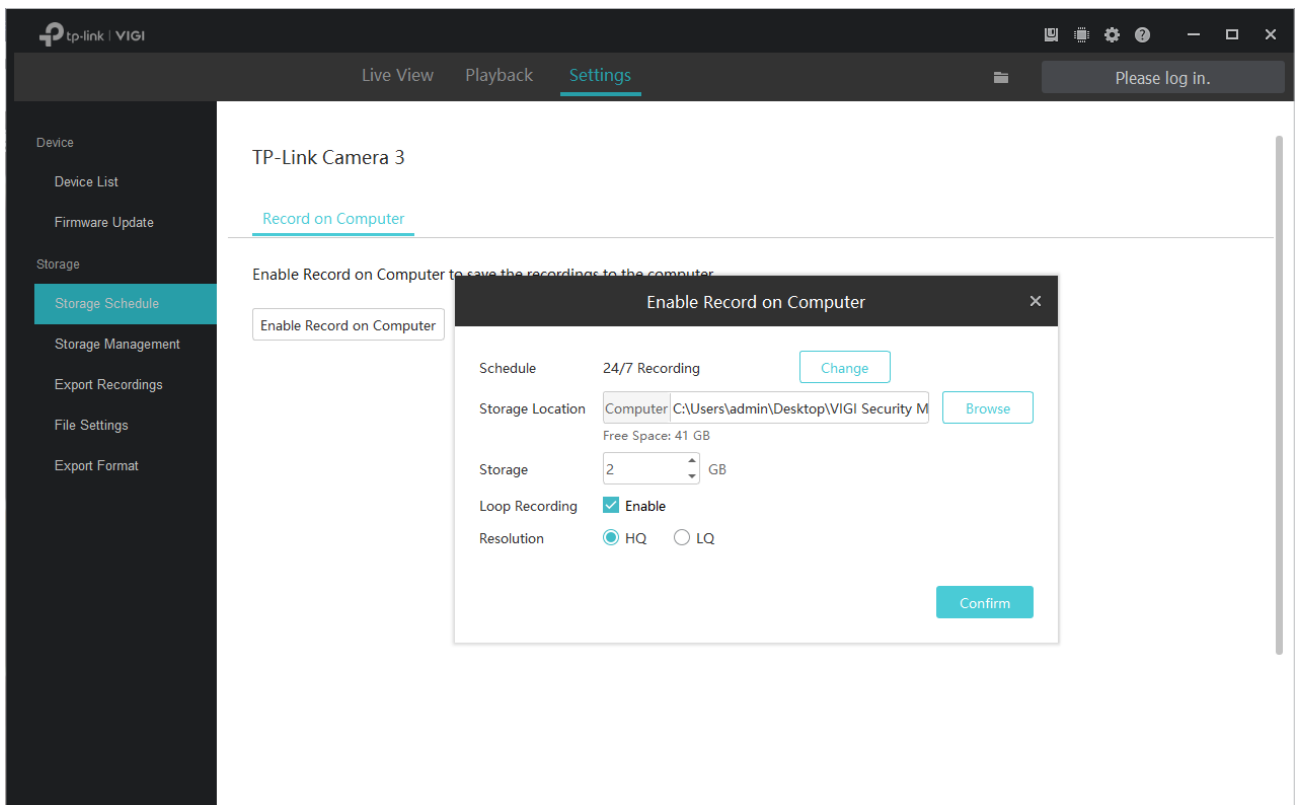 tp-link | VIGI
Live View Playback Settings Please log in.
Device
Device List
Firmware Update
Storage
Storage Schedule
Storage Management
Export Recordings
File Settings
Export Format
TP-Link Camera 3
Record on Computer
Enable Record on Computer to save the recordings to the computer
Enable Record on Computer
Enable Record on Computer
Schedule 24/7 Recording Change
Storage Location Computer C:\Users\admin\Desktop\VIGI Security M Browse
Free Space: 41 GB
Storage 2 GB
Loop Recording Enable
Resolution HQ LQ
Confirm